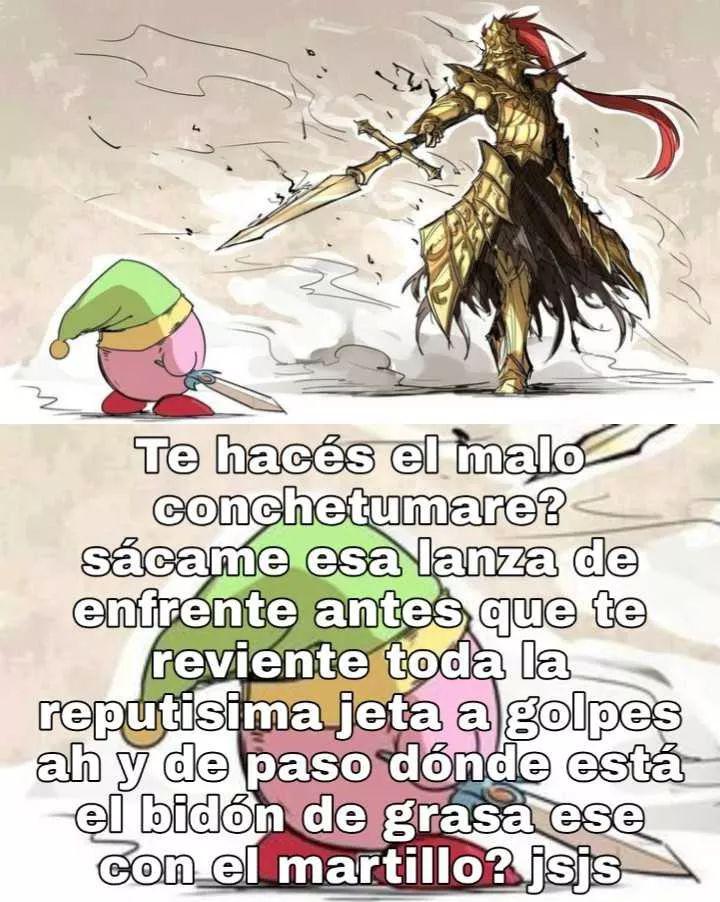 Te hacés el malo
conchetumare?
sácame esa lanza de
enfrente antes que te
reviente toda la
reputisima jeta a golpes
ah y de paso dónde está
el bidón de grasa ese
con el martillo? jsjs